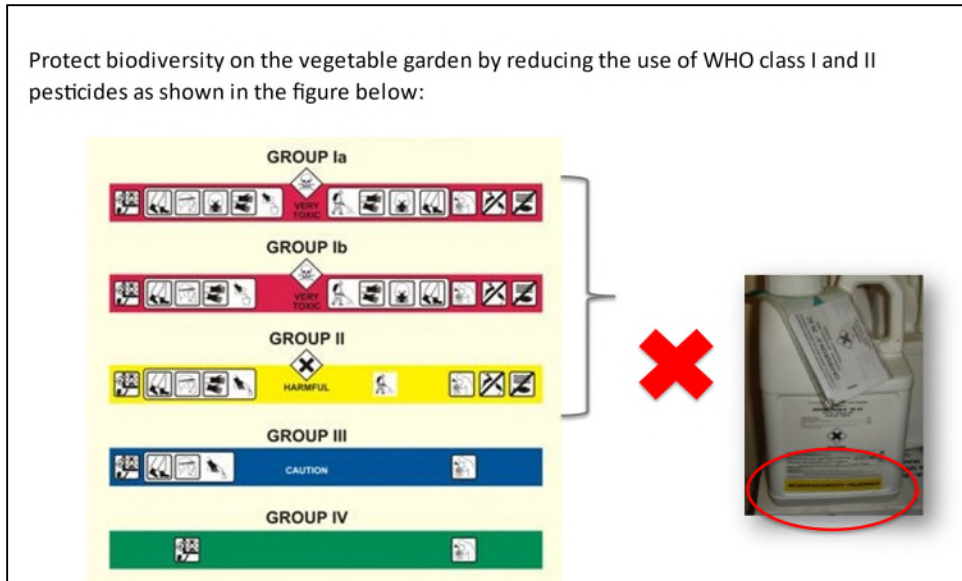 Protect biodiversity on the vegetable garden by reducing the use of WHO class I and II
pesticides as shown in the figure below:
GROUP Ia
VERY
TOXIC
GROUP Ib
VERY
TOXIC
GROUP II
HARMFUL
GROUP III
CAUTION
GROUP IV